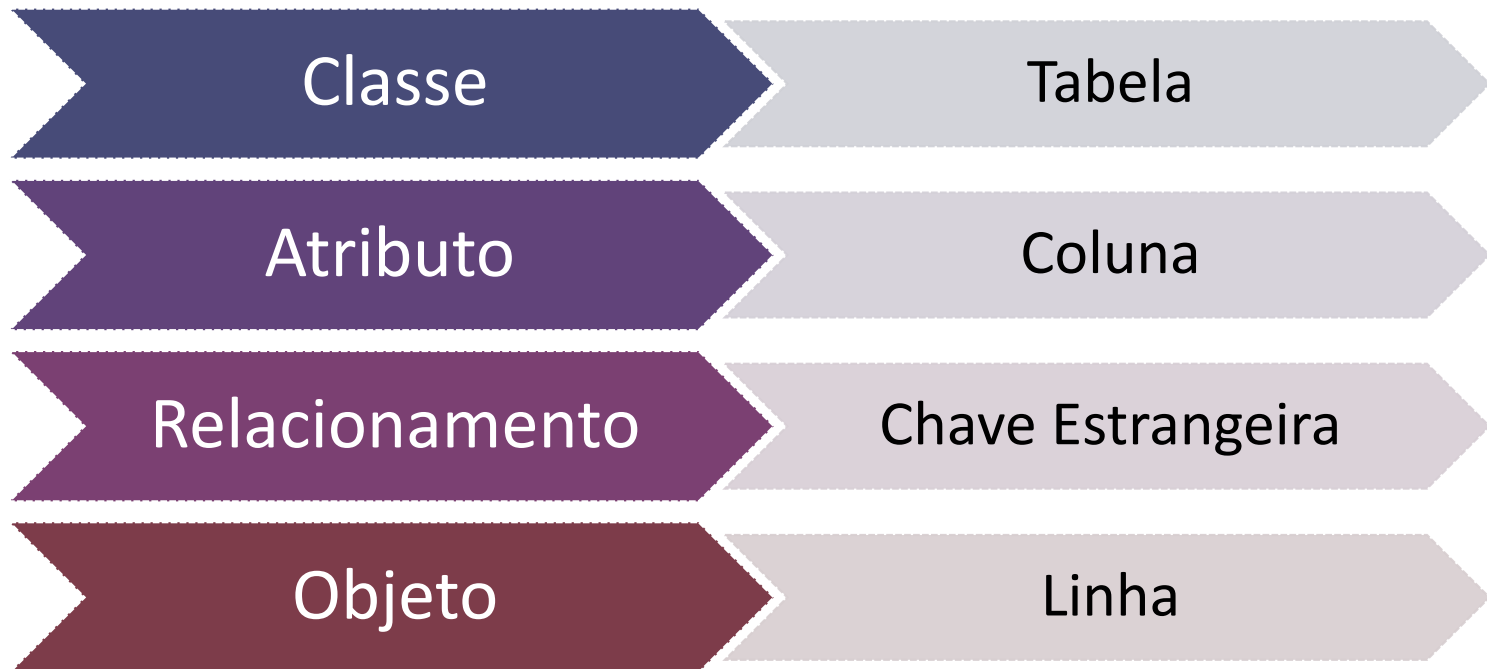 Classe
Tabela
Atributo
Coluna
Relacionamento
Chave Estrangeira
Objeto
Linha